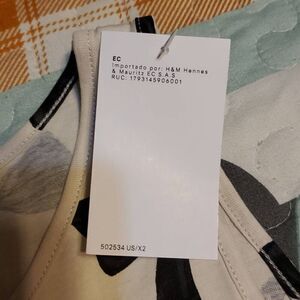 EC
Importado por: H&M Hennes
& Mauritz EC S.A.S
RUC: 1793145906001
502534 US/X2